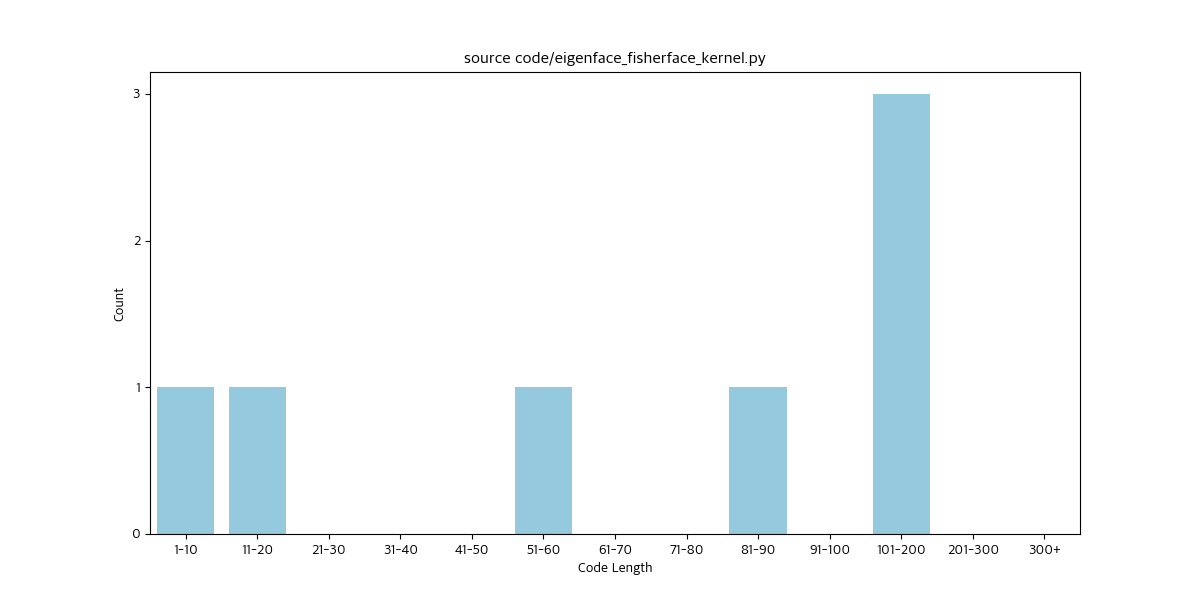 source code/eigenface_fisherface_kernel.py
3
2
1
0
Count
1-10 11-20 21-30 31-40 41-50 51-60 61-70 71-80 81-90 91-100 101-200 201-300 300+
Code Length